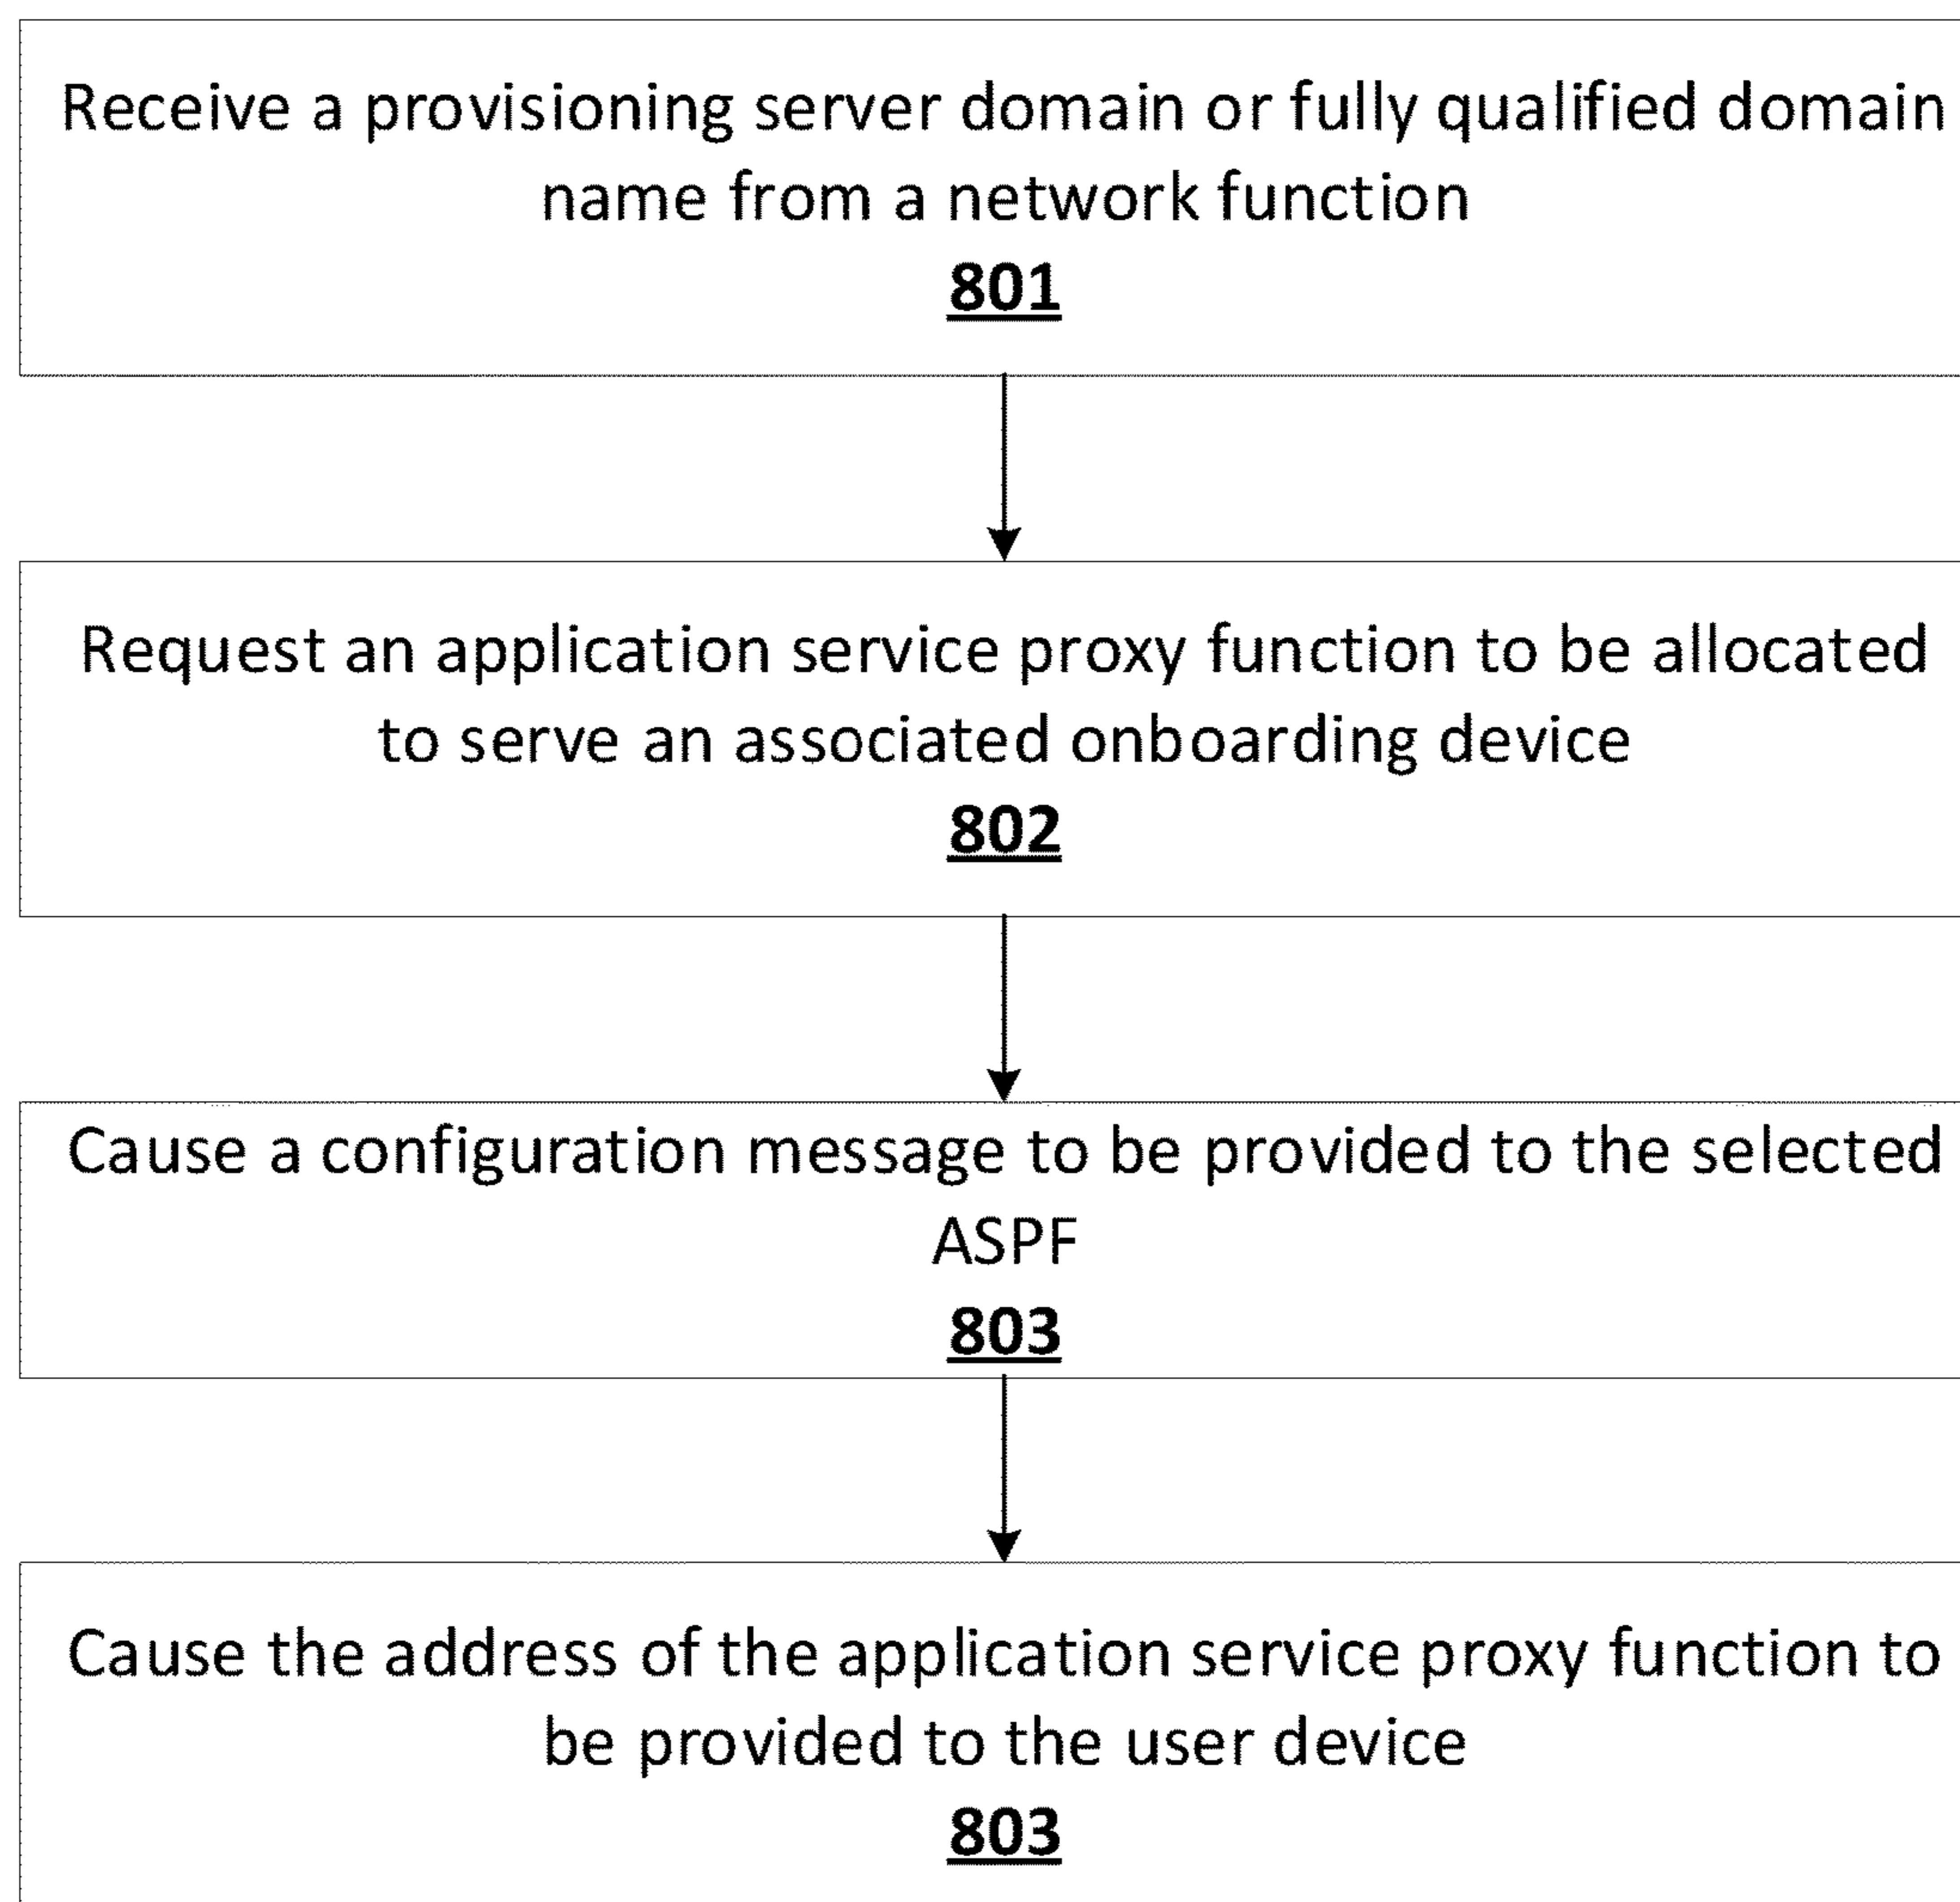 Receive a provisioning server domain or fully qualified domain
name from a network function
801
Request an application service proxy function to be allocated
to serve an associated onboarding device
802
Cause a configuration message to be provided to the selected
ASPF
803
Cause the address of the application service proxy function to
be provided to the user device
803